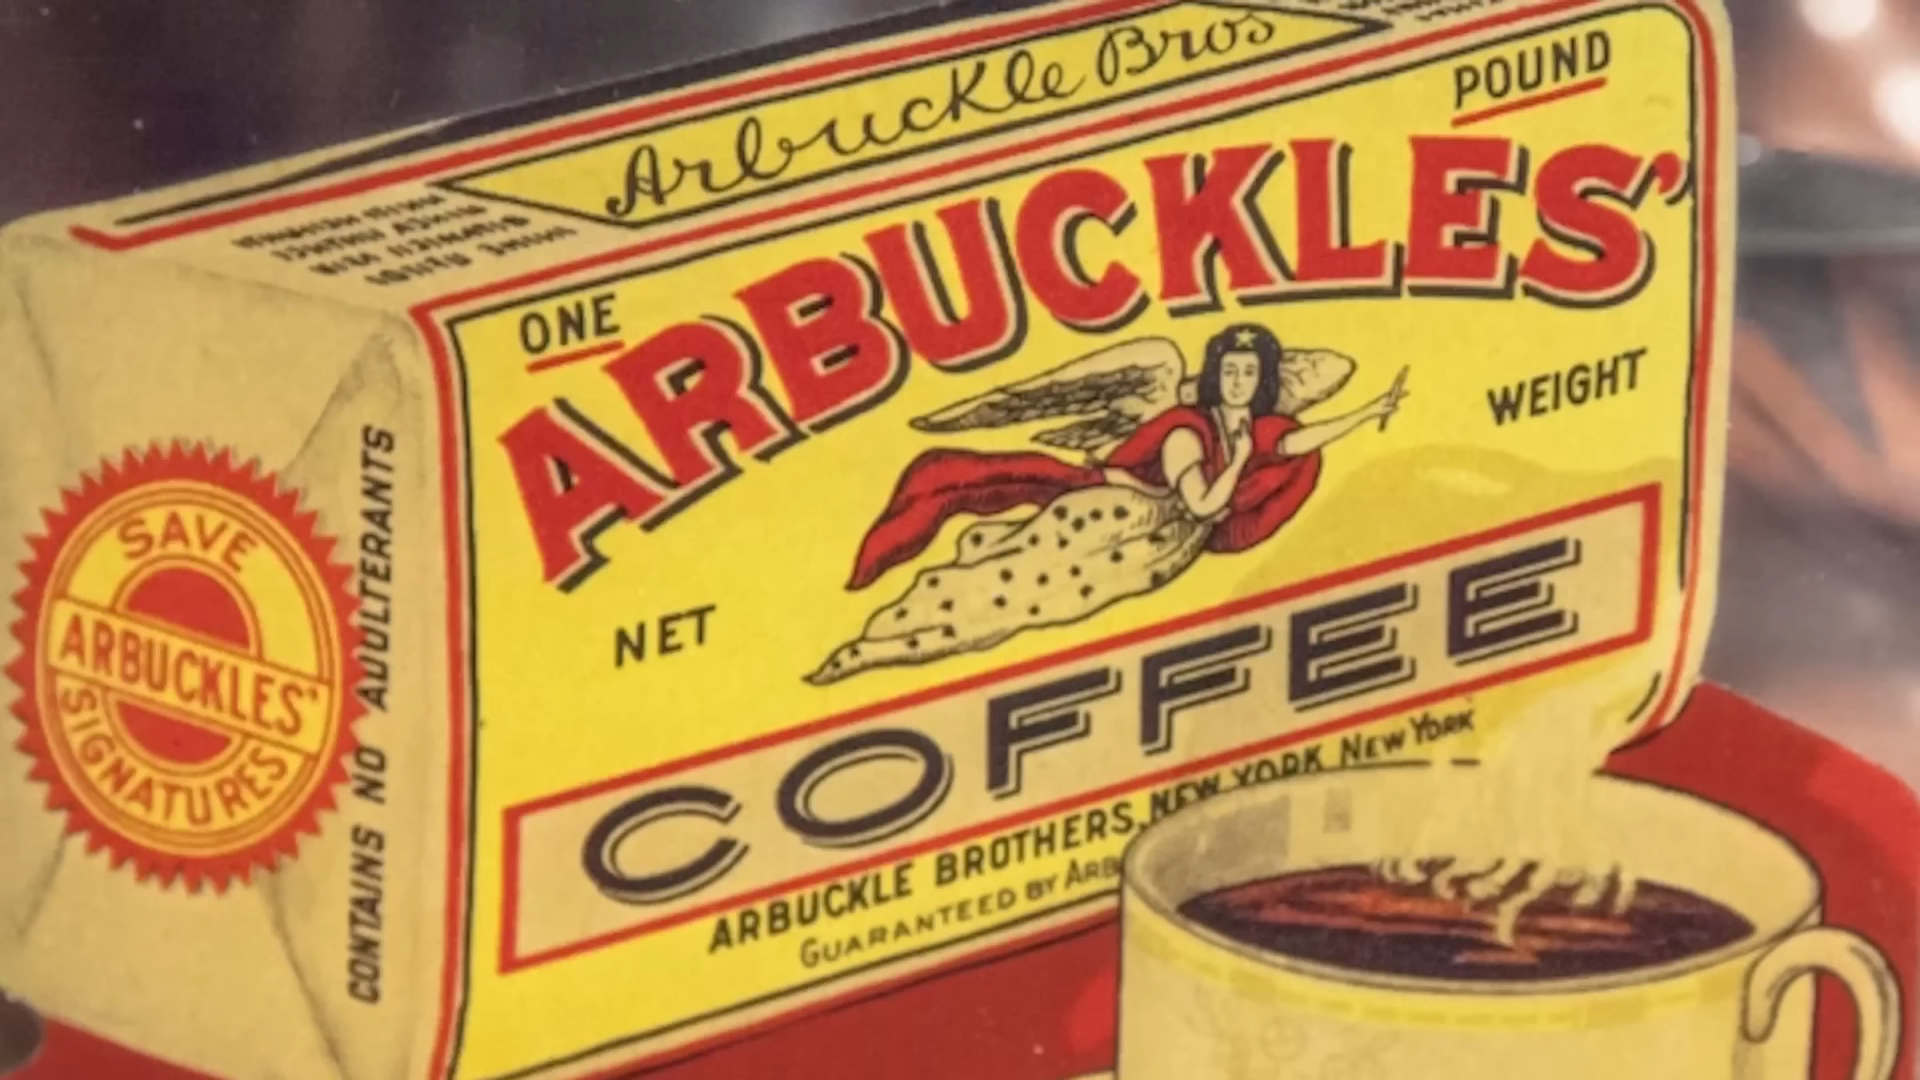 Arbuckle Bros
ONE
POUND
ARBUCKLES'
NET
WEIGHT
COFFEE
ARBUCKLE BROTHERS, NEW YORK NEW YORK
GUARANTEED BY ARB
SAVE
ARBUCKLES'
SIGNATURES
CONTAINS NO ADULTERANTS